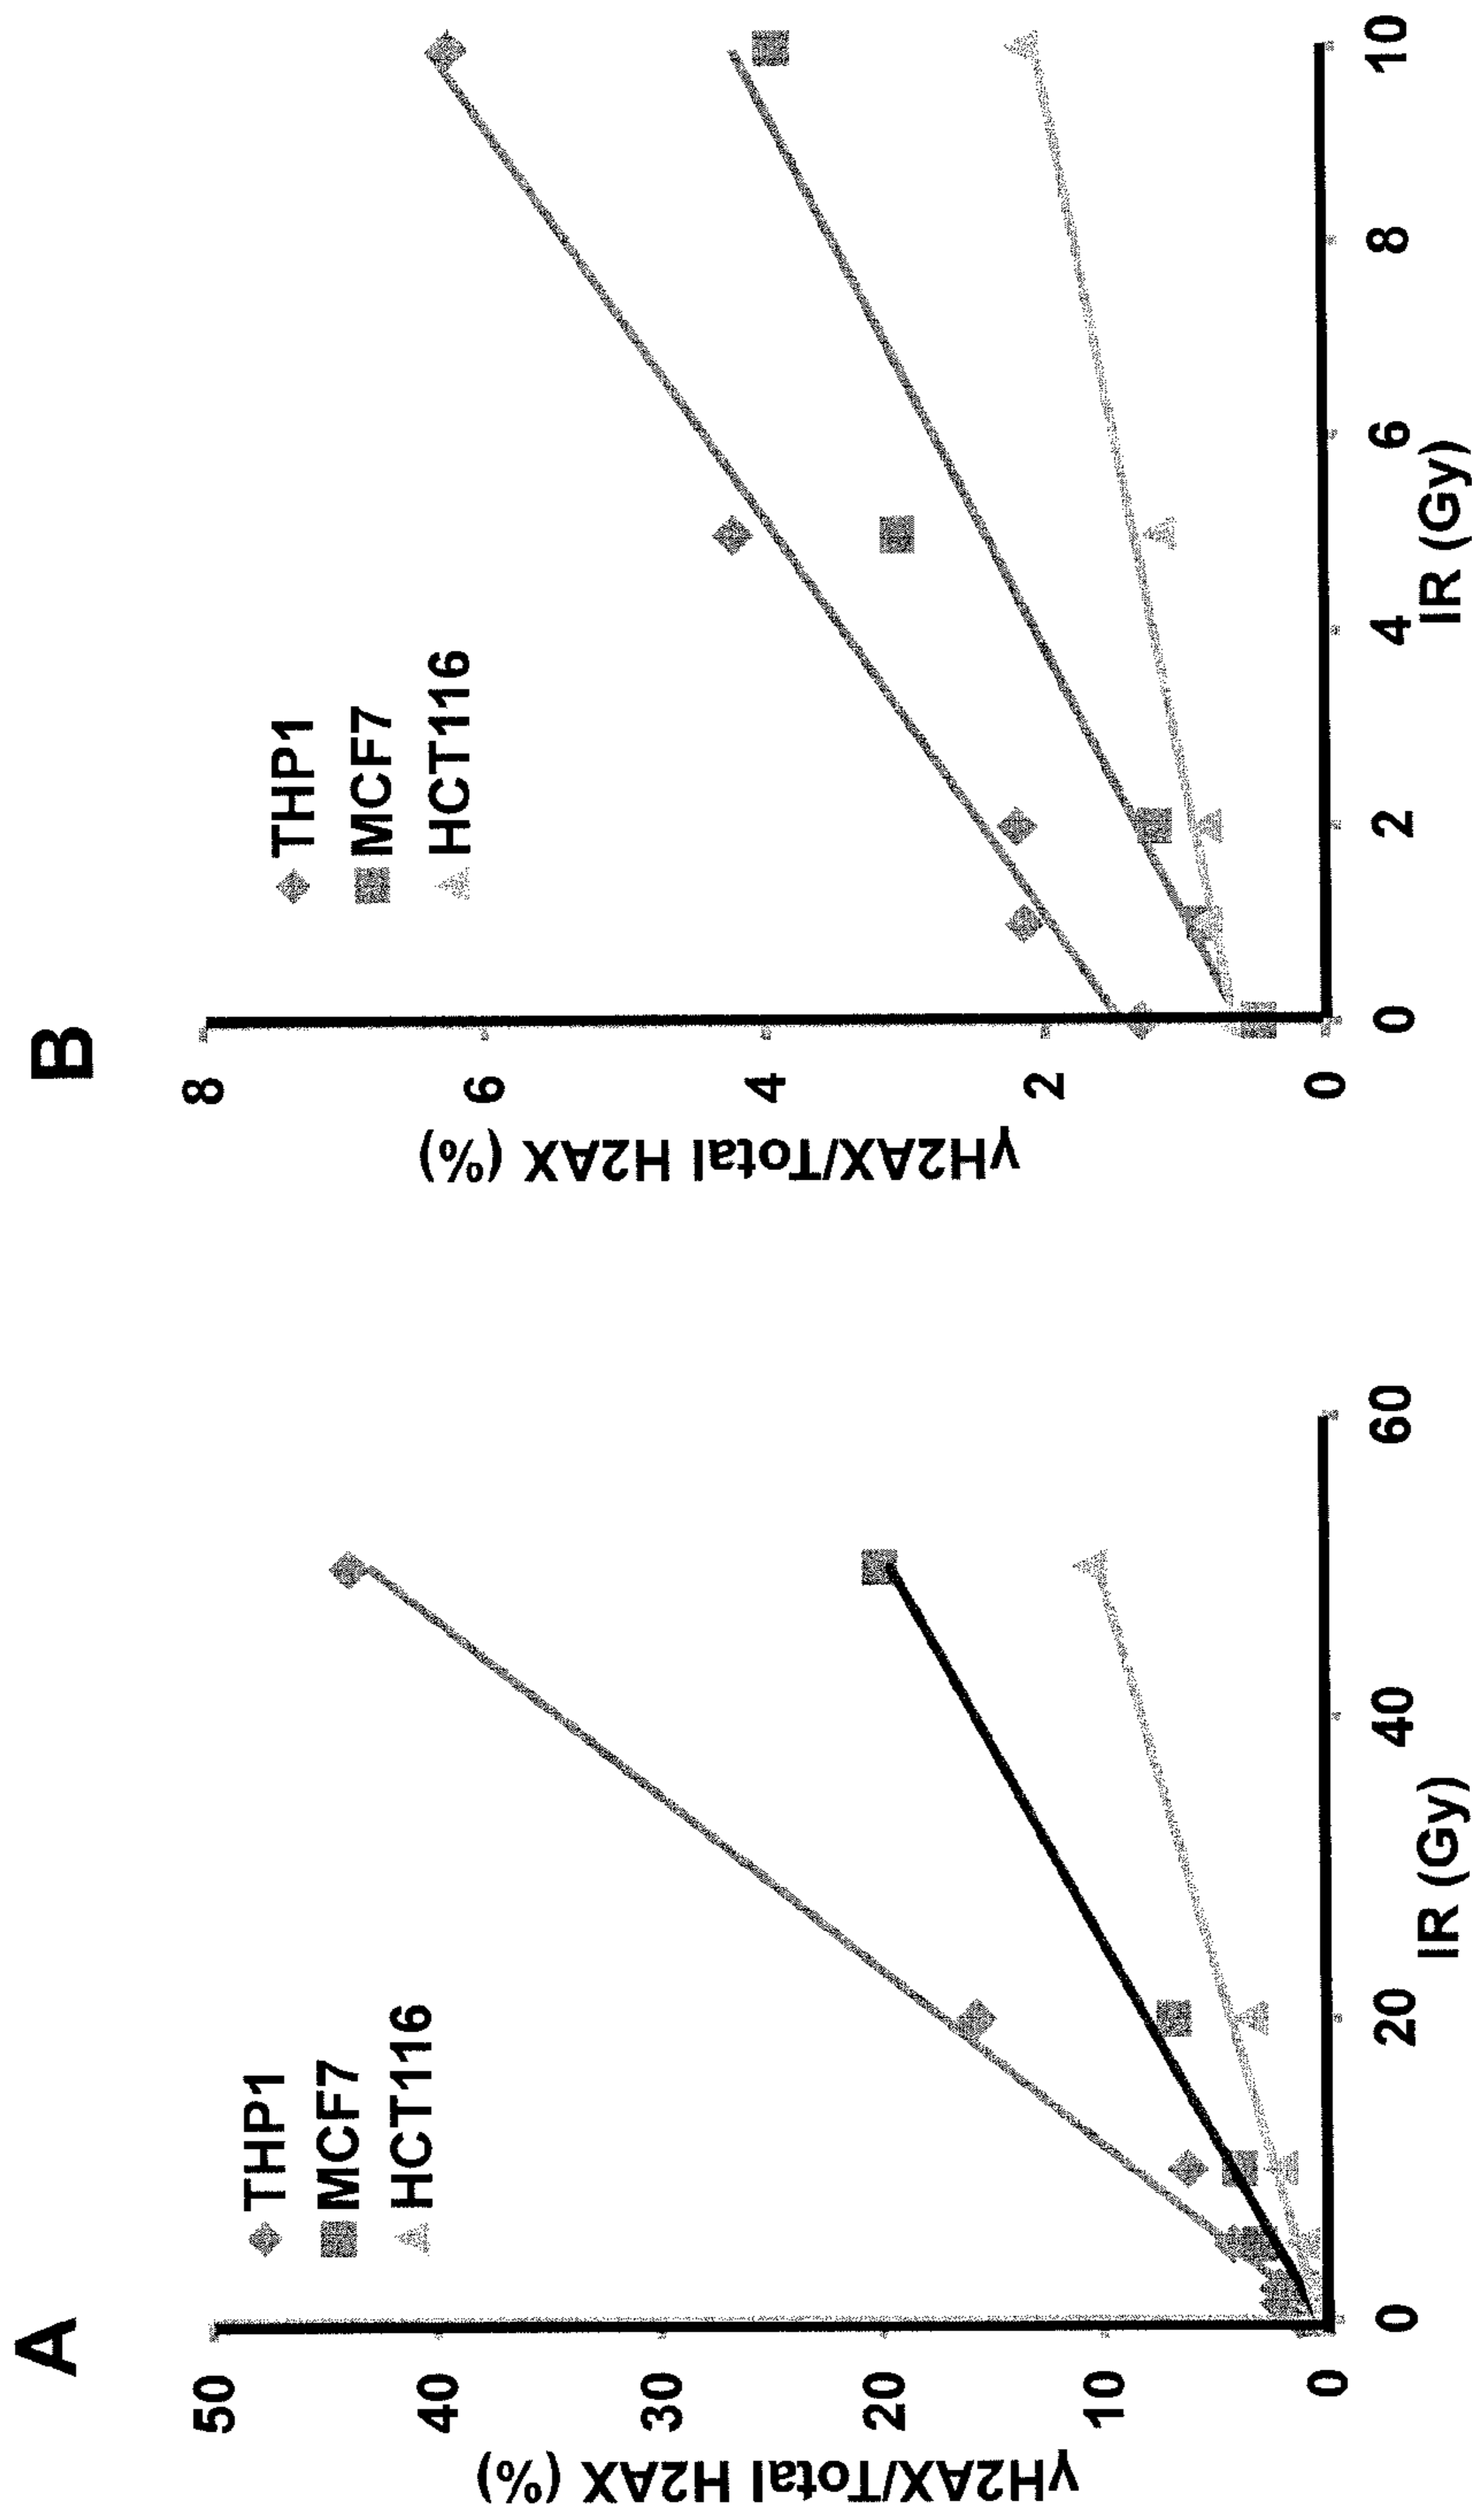 A
THP1
MCF7
HCT116
γH2AX/Total H2AX (%)
50
40
30
20
10
0
0 20 40 60
IR (Gy)
B
THP1
MCF7
HCT116
γH2AX/Total H2AX (%)
8
6
4
2
0
0 2 4 6 8 10
IR (Gy)